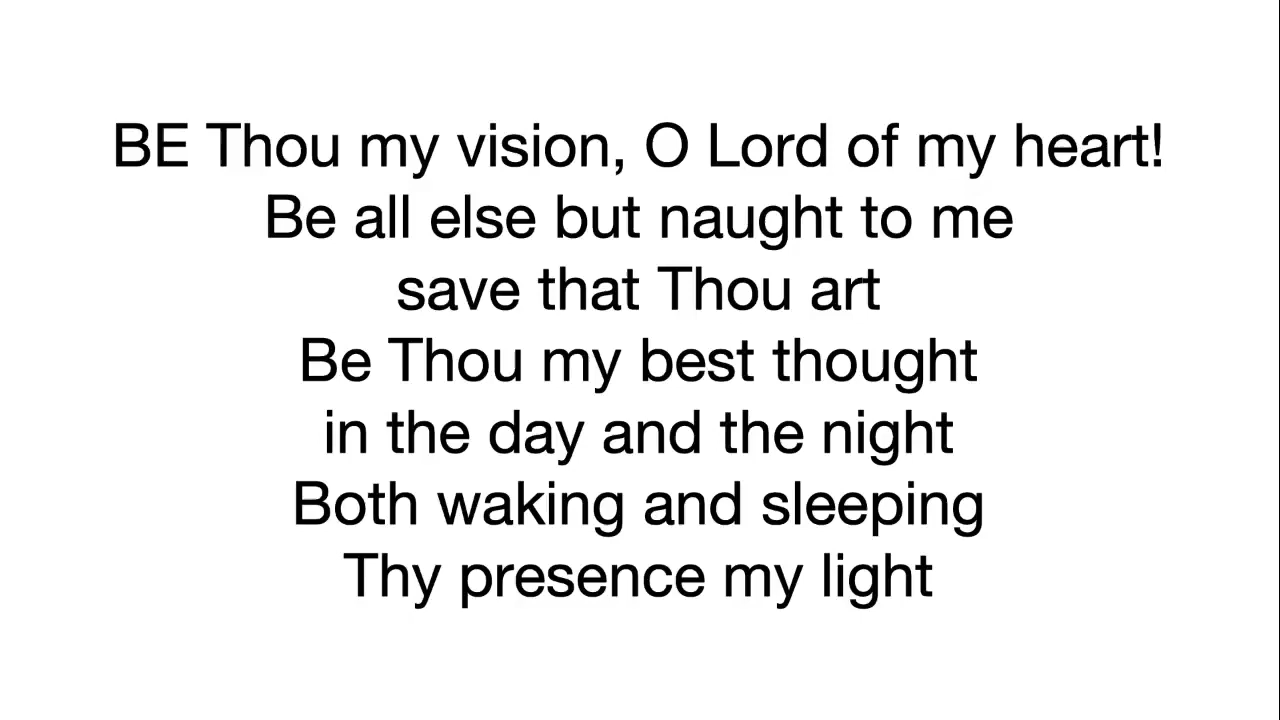 BE Thou my vision, O Lord of my heart!
Be all else but naught to me
save that Thou art
Be Thou my best thought
in the day and the night
Both waking and sleeping
Thy presence my light